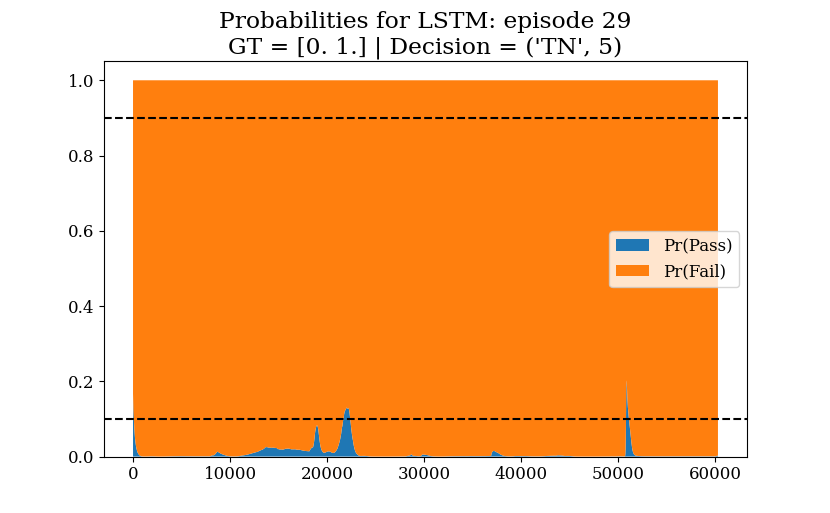 Probabilities for LSTM: episode 29
GT = [0. 1.] | Decision = ('TN', 5)
1.0
0.8
0.6
0.4
0.2
0.0
Pr(Pass)
Pr(Fail)
0 10000 20000 30000 40000 50000 60000